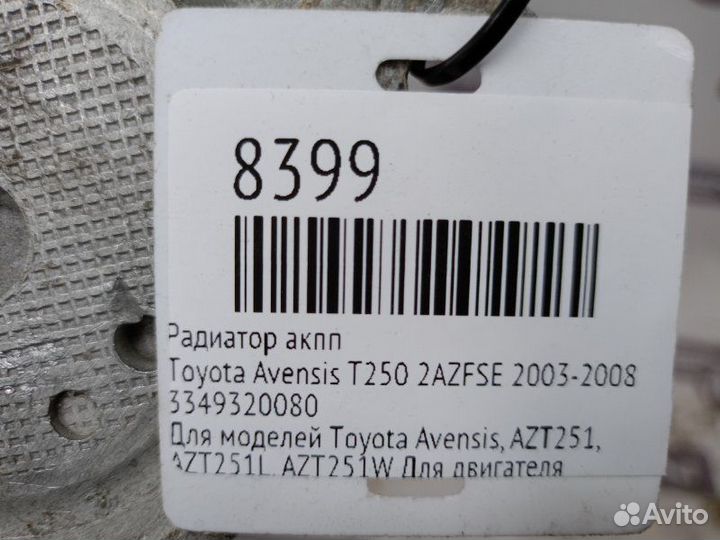 8399
Радиатор акпп
Toyota Avensis T250 2AZFSE 2003-2008
3349320080
Для моделей Toyota Avensis, AZT251,
AZT251L, AZT251W Для двигателя
Avito